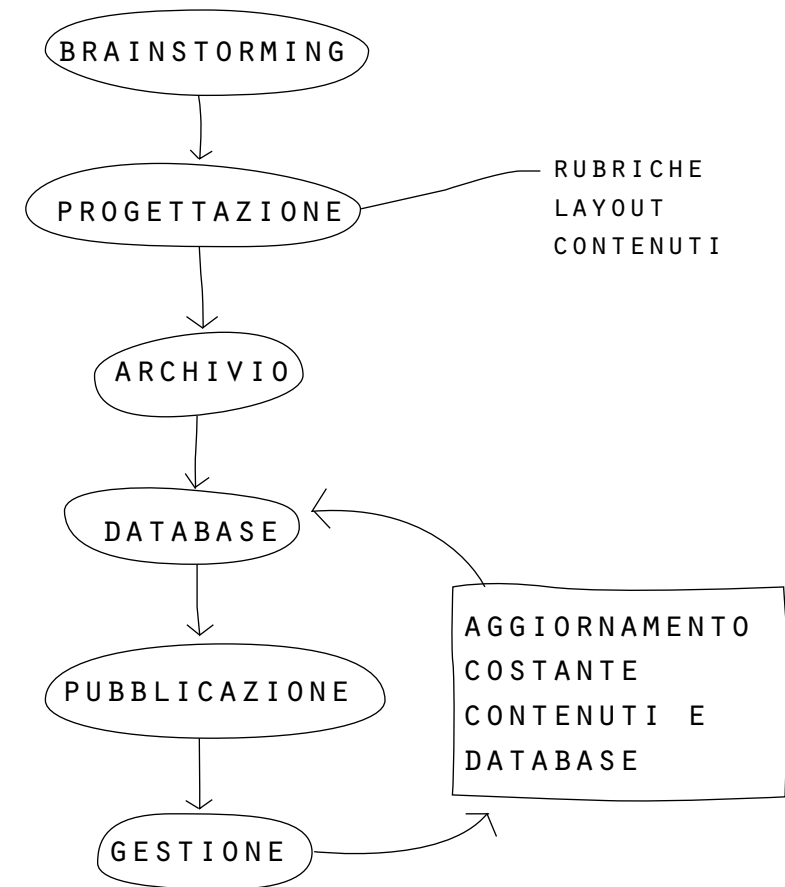 BRAINSTORMING
PROGETTAZIONE
RUBRICHE
LAYOUT
CONTENUTI
ARCHIVIO
DATABASE
AGGIORNAMENTO
COSTANTE
CONTENUTI E
DATABASE
PUBBLICAZIONE
GESTIONE